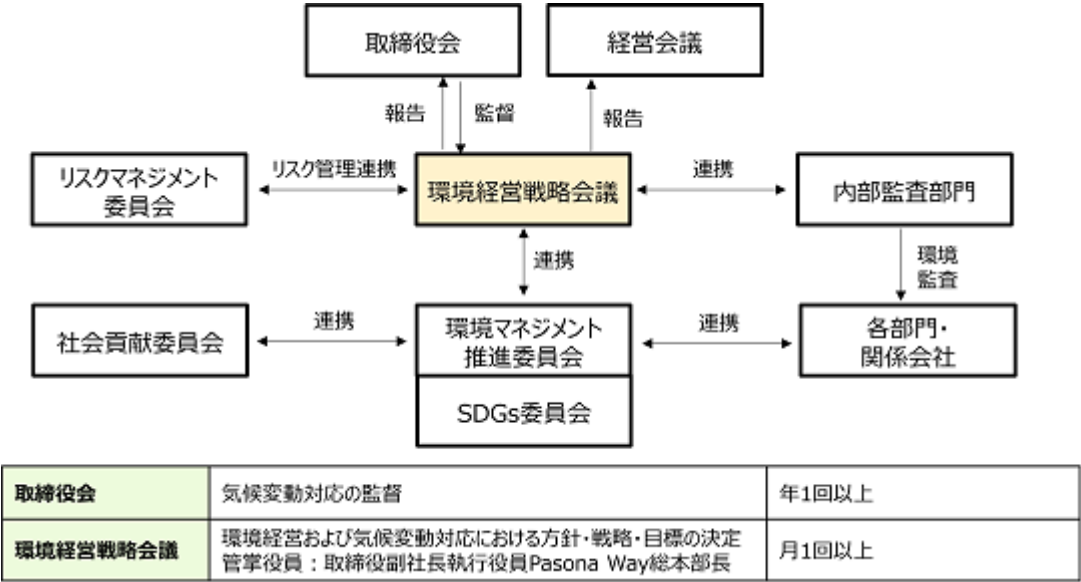 取締役会
経営会議
報告
監督
報告
リスクマネジメント
委員会
リスク管理連携
環境経営戦略会議
連携
内部監査部門
連携
環境
監査
社会貢献委員会
連携
環境マネジメント
推進委員会
連携
各部門・
関係会社
SDGs委員会
取締役会
気候変動対応の監督
年1回以上
環境経営戦略会議
環境経営および気候変動対応における方針・戦略・目標の決定
管掌役員：取締役副社長執行役員Pasona Way総本部長
月1回以上